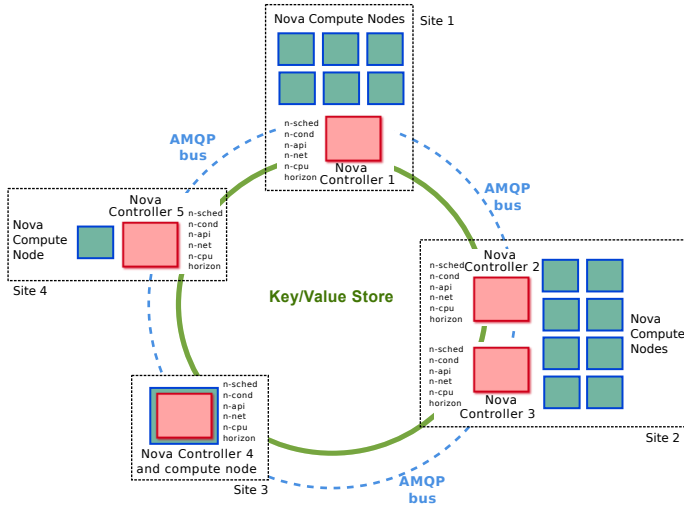 Nova Compute Nodes
Site 1
n-sched
n-cond
n-api
n-net
n-cpu
horizon
Nova
Controller 1
AMQP
bus
AMQP
bus
Nova
Controller 5
Nova
Compute
Node
n-sched
n-cond
n-api
n-net
n-cpu
horizon
Site 4
Key/Value Store
n-sched
n-cond
n-api
n-net
n-cpu
horizon
Nova
Controller 2
n-sched
n-cond
n-api
n-net
n-cpu
horizon
Nova
Controller 3
Nova
Compute
Nodes
Site 2
n-sched
n-cond
n-api
n-net
n-cpu
horizon
Nova Controller 4
and compute node
Site 3
AMQP
bus